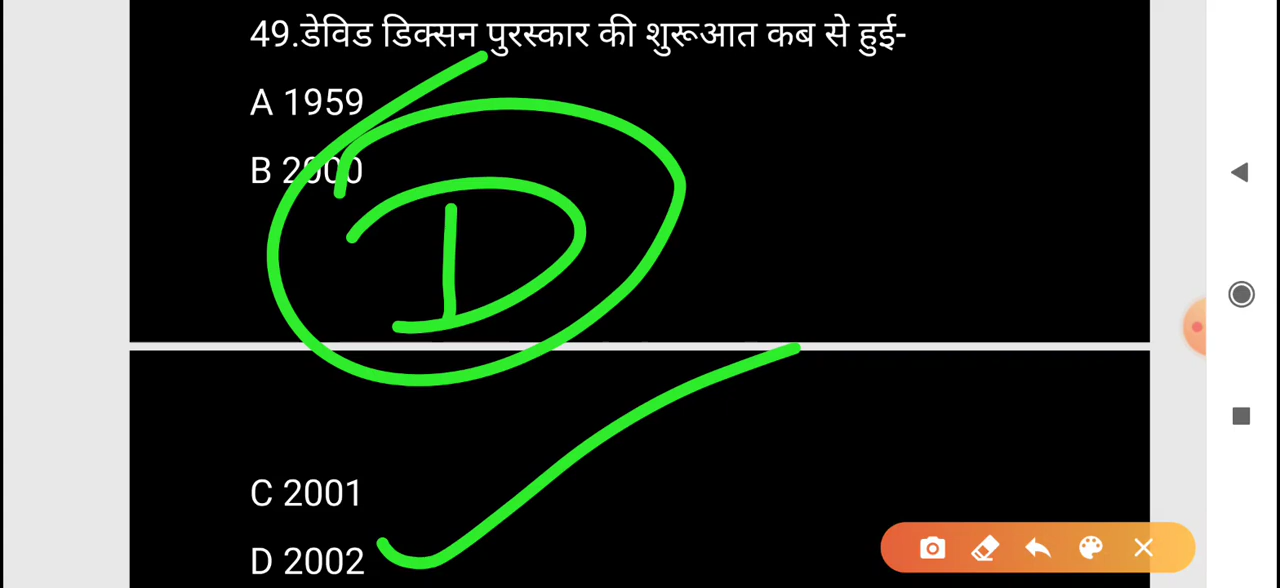 49.डेविड डिक्सन पुरस्कार की शुरूआत कब से हुई-
A 1959
B 2000
D
C 2001
D 2002